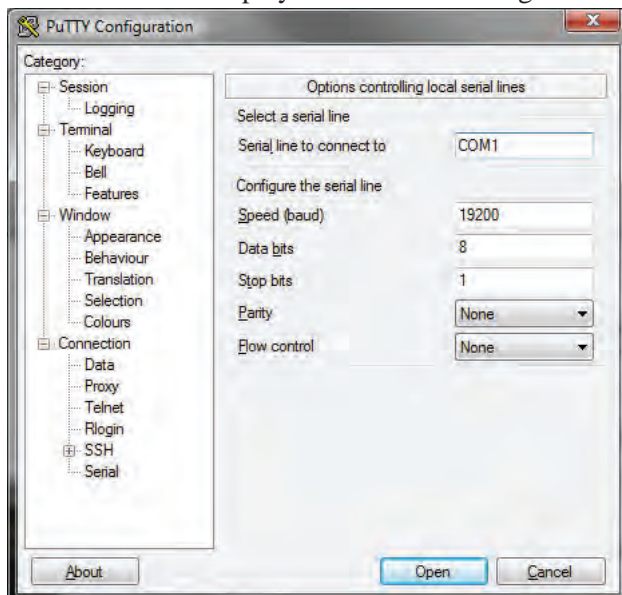 PuTTY Configuration
Category:
Session
Logging
Terminal
Keyboard
Bell
Features
Window
Appearance
Behaviour
Translation
Selection
Colours
Connection
Data
Proxy
Telnet
Rlogin
SSH
Serial
Options controlling local serial lines
Select a serial line
Serial line to connect to COM1
Configure the serial line
Speed (baud) 19200
Data bits 8
Stop bits 1
Parity None
Flow control None
About Open Cancel